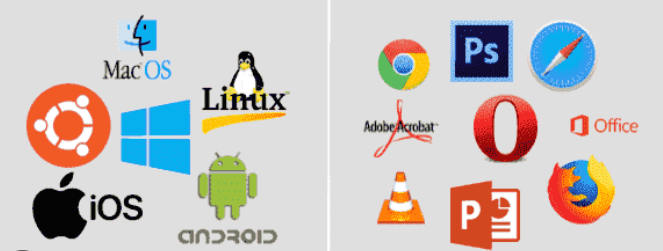 Mac OS
Linux
iOS
ANDROID
Ps
Adobe Acrobat
Office
P